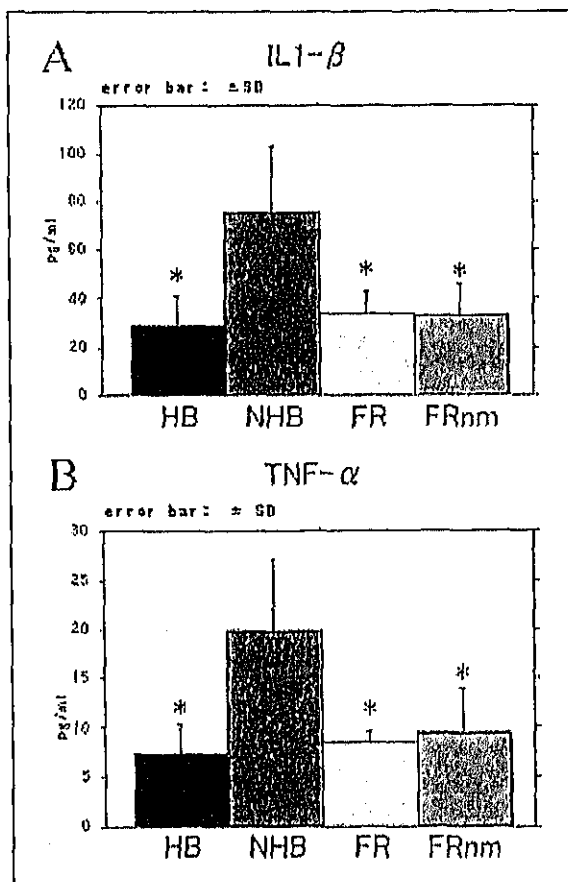 A IL1-β
error bar: ±SD
120
100
80
60
40
20
0
pg/ml
*
*
*
HB NHB FR FRnm
B TNF-α
error bar: ± SD
30
25
20
15
10
5
0
pg/ml
*
*
*
HB NHB FR FRnm